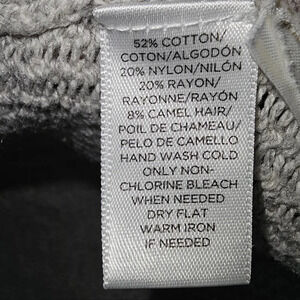 52% COTTON/
COTON/ALGODÓN
20% NYLON/NILÓN
20% RAYON/
RAYONNE/RAYÓN
8% CAMEL HAIR/
POIL DE CHAMEAU/
PELO DE CAMELLO
HAND WASH COLD
ONLY NON-
CHLORINE BLEACH
WHEN NEEDED
DRY FLAT
WARM IRON
IF NEEDED